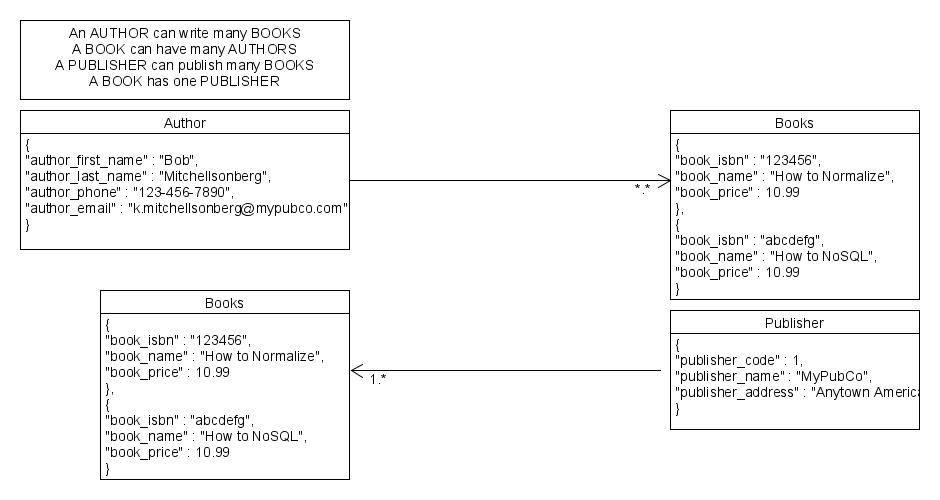 An AUTHOR can write many BOOKS
A BOOK can have many AUTHORS
A PUBLISHER can publish many BOOKS
A BOOK has one PUBLISHER
Author
{
"author_first_name" : "Bob",
"author_last_name" : "Mitchellsonberg",
"author_phone" : "123-456-7890",
"author_email" : "k.mitchellsonberg@mypubco.com"
}
*.*
Books
{
"book_isbn" : "123456",
"book_name" : "How to Normalize",
"book_price" : 10.99
},
{
"book_isbn" : "abcdefg",
"book_name" : "How to NoSQL",
"book_price" : 10.99
}
Books
{
"book_isbn" : "123456",
"book_name" : "How to Normalize",
"book_price" : 10.99
},
{
"book_isbn" : "abcdefg",
"book_name" : "How to NoSQL",
"book_price" : 10.99
}
1.*
Publisher
{
"publisher_code" : 1,
"publisher_name" : "MyPubCo",
"publisher_address" : "Anytown America
}